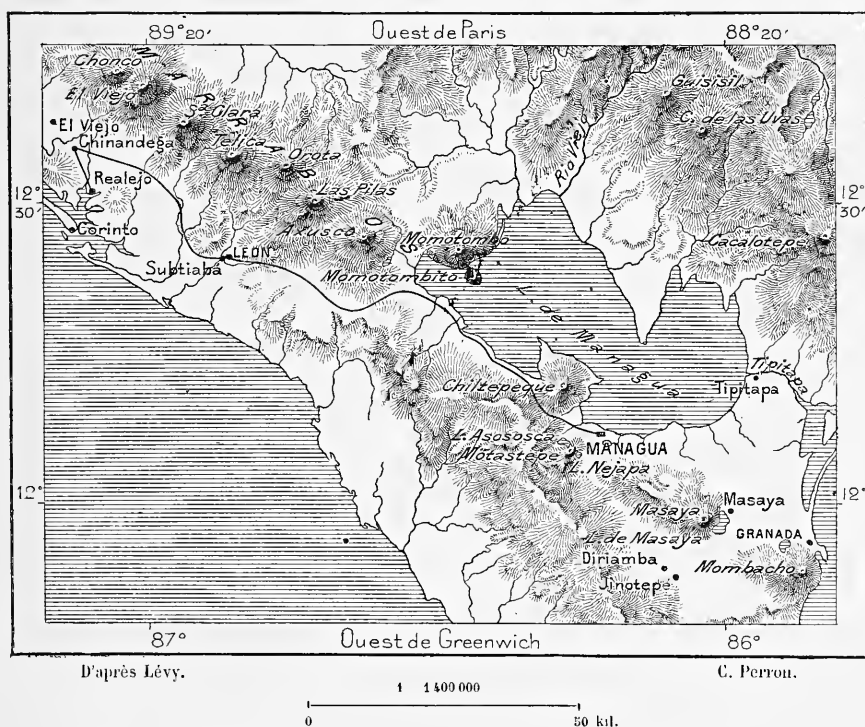 89°20'
Ouest de Paris
88°20'
Chonco
MARRABIOS
El Viejo
Sta Clara
El Viejo
Chinandega
Telica
Orota
Realejo
Las Pilas
12°
30'
Corinto
Axusco
Momotombo
Subtiaba
LEON
Momotombito
Rio Viejo
Guisisil
C. de las Uvas
12°
30'
Cacalotepe
L. de Managua
Tipitapa
Tipitapa
Chiltepeque
L. Asososca
MANAGUA
Motastepe
L. Nejapa
12°
12°
Masaya
Masaya
L. de Masaya
GRANADA
Diriamba
Mombacho
Jinotepe
87°
Ouest de Greenwich
86°
D'après Lévy.
C. Perron.
1 1 400 000
0
50 kil.